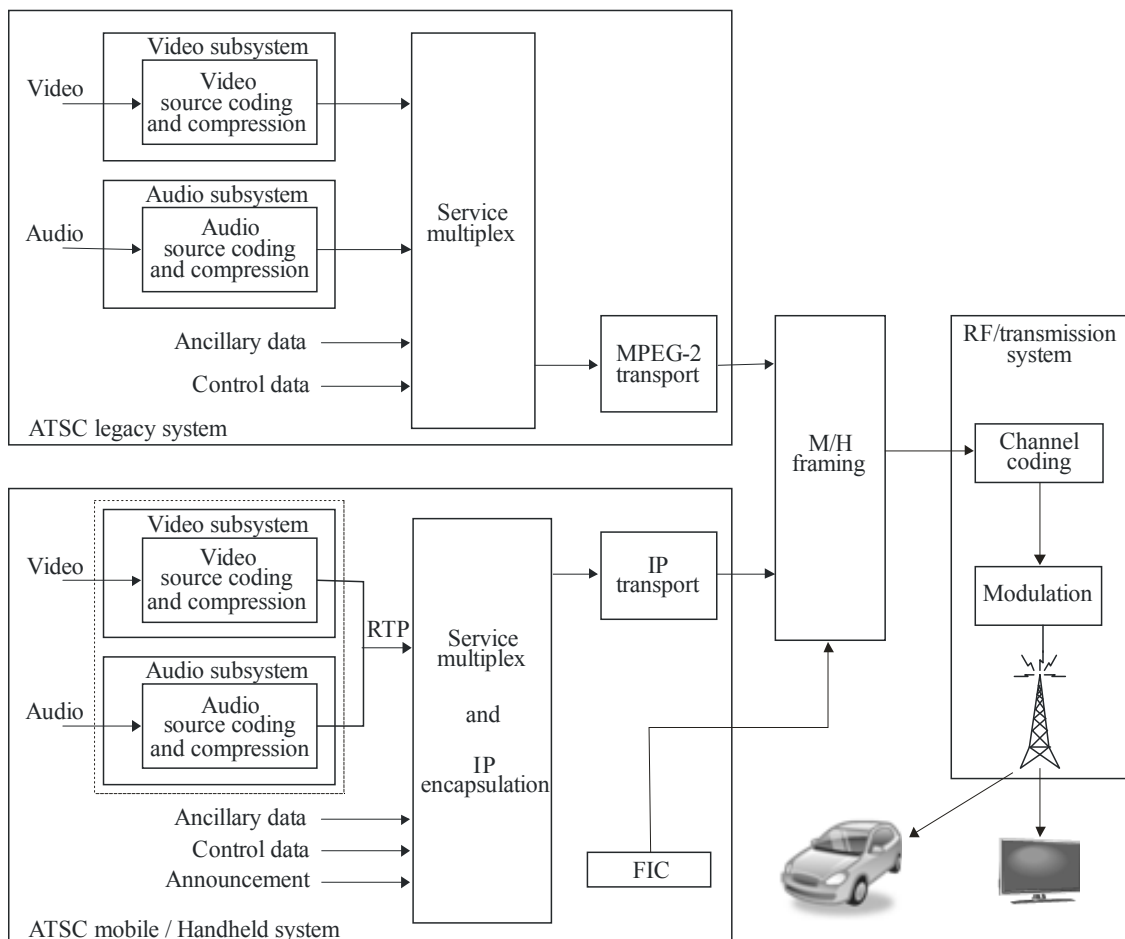 Video subsystem
Video
Video
source coding
and compression
Audio subsystem
Audio
Audio
source coding
and compression
Service
multiplex
Ancillary data
Control data
MPEG-2
transport
ATSC legacy system
M/H
framing
RF/transmission
system
Channel
coding
Modulation
Video subsystem
Video
Video
source coding
and compression
RTP
Audio subsystem
Audio
Audio
source coding
and compression
Service
multiplex
and
IP
encapsulation
IP
transport
Ancillary data
Control data
Announcement
FIC
ATSC mobile / Handheld system